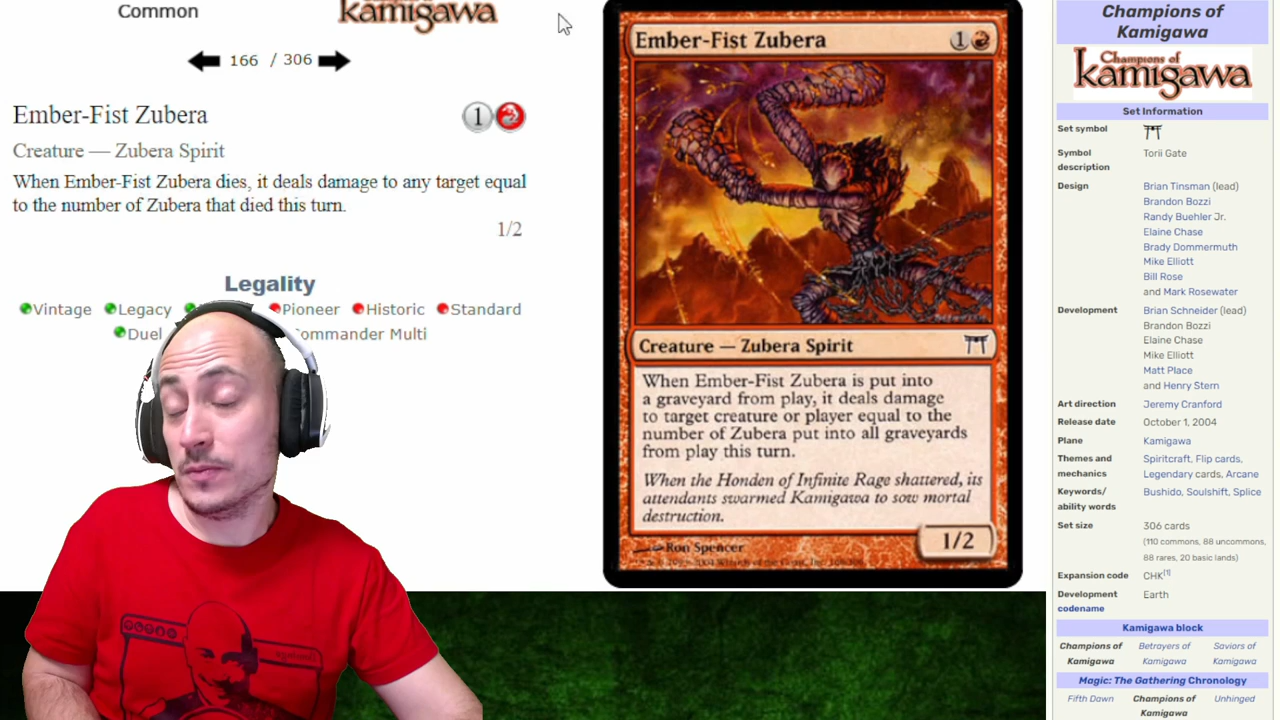 Common
kamigawa
166 / 306
Ember-Fist Zubera
1
Creature — Zubera Spirit
When Ember-Fist Zubera dies, it deals damage to any target equal
to the number of Zubera that died this turn.
1/2
Legality
Vintage Legacy Pioneer Historic Standard
Duel Commander Multi
Ember-Fist Zubera
1
Creature — Zubera Spirit
When Ember-Fist Zubera is put into
a graveyard from play, it deals damage
to target creature or player equal to the
number of Zubera put into all graveyards
from play this turn.
When the Honden of Infinite Rage shattered, its
attendants swarmed Kamigawa to sow mortal
destruction.
Ron Spencer
1/2
Champions of
Kamigawa
Champions of
kamigawa
Set Information
Set symbol
Symbol Torii Gate
description
Design Brian Tinsman (lead)
Brandon Bozzi
Randy Buehler Jr.
Elaine Chase
Brady Dommermuth
Mike Elliott
Bill Rose
and Mark Rosewater
Development Brian Schneider (lead)
Brandon Bozzi
Elaine Chase
Mike Elliott
Matt Place
and Henry Stern
Art direction Jeremy Cranford
Release date October 1, 2004
Plane Kamigawa
Themes and Spiritcraft, Flip cards,
mechanics Legendary cards, Arcane
Keywords/ Bushido, Soulshift, Splice
ability words
Set size 306 cards
(110 commons, 88 uncommons,
88 rares, 20 basic lands)
Expansion code CHK[1]
Development Earth
codename
Kamigawa block
Champions of Betrayers of Saviors of
Kamigawa Kamigawa Kamigawa
Magic: The Gathering Chronology
Fifth Dawn Champions of Unhinged
Kamigawa